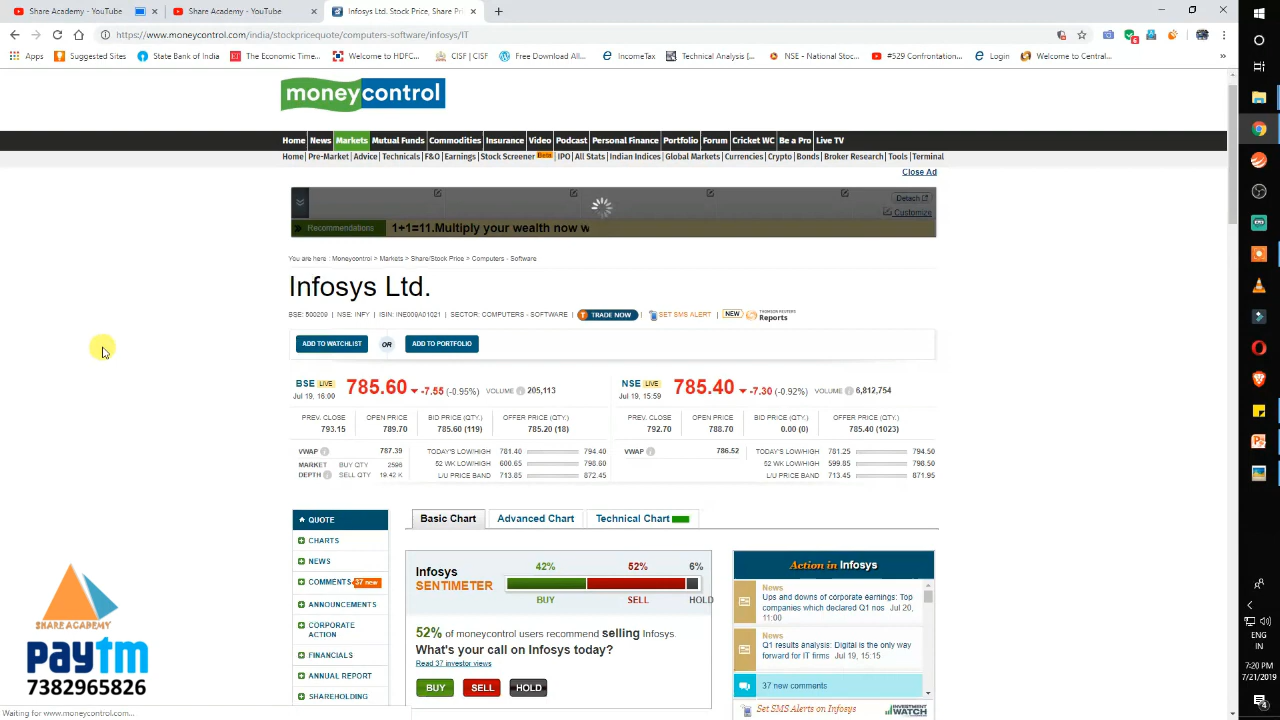 Share Academy - YouTube
Share Academy - YouTube
Infosys Ltd. Stock Price, Share Pri
https://www.moneycontrol.com/india/stockpricequote/computers-software/infosys/IT
Apps Suggested Sites State Bank of India The Economic Time... Welcome to HDFC... CISF | CISF Free Download All... IncomeTax Technical Analysis |... NSE - National Stoc... #529 Confrontation... Login Welcome to Central...
moneycontrol
Home News Markets Mutual Funds Commodities Insurance Video Podcast Personal Finance Portfolio Forum Cricket WC Be a Pro Live TV
Home Pre-Market Advice Technicals F&O Earnings Stock Screener Beta IPO All Stats Indian Indices Global Markets Currencies Crypto Bonds Broker Research Tools Terminal
Close Ad
Detach
Customize
Recommendations 1+1=11.Multiply your wealth now w
You are here : Moneycontrol > Markets > Share/Stock Price > Computers - Software
Infosys Ltd.
BSE: 500209 | NSE: INFY | ISIN: INE009A01021 | SECTOR: COMPUTERS - SOFTWARE TRADE NOW | SET SMS ALERT | NEW THOMSON REUTERS Reports
ADD TO WATCHLIST OR ADD TO PORTFOLIO
BSE LIVE 785.60 -7.55 (-0.95%) VOLUME 205,113
Jul 19, 16:00
PREV. CLOSE OPEN PRICE BID PRICE (QTY.) OFFER PRICE (QTY.)
793.15 789.70 785.60 (119) 785.20 (18)
VWAP 787.39 TODAY'S LOW/HIGH 781.40 794.40
MARKET DEPTH BUY QTY 2596 52 WK LOW/HIGH 600.65 798.60
SELL QTY 19.42 K L/U PRICE BAND 713.85 872.45
NSE LIVE 785.40 -7.30 (-0.92%) VOLUME 6,812,754
Jul 19, 15:59
PREV. CLOSE OPEN PRICE BID PRICE (QTY.) OFFER PRICE (QTY.)
792.70 788.70 0.00 (0) 785.40 (1023)
VWAP 786.52 TODAY'S LOW/HIGH 781.25 794.50
52 WK LOW/HIGH 599.85 798.50
L/U PRICE BAND 713.45 871.95
QUOTE
CHARTS
NEWS
COMMENTS 37 new
ANNOUNCEMENTS
CORPORATE
ACTION
FINANCIALS
ANNUAL REPORT
SHAREHOLDING
Basic Chart Advanced Chart Technical Chart
Infosys
SENTIMETER
42% 52% 6%
BUY SELL HOLD
52% of moneycontrol users recommend selling Infosys.
What's your call on Infosys today?
Read 37 investor views
BUY SELL HOLD
Action in Infosys
News
Ups and downs of corporate earnings: Top
companies which declared Q1 nos Jul 20,
11:00
News
Q1 results analysis: Digital is the only way
forward for IT firms Jul 19, 15:15
37 new comments
Set SMS Alerts on Infosys INVESTMENT WATCH
SHARE ACADEMY
paytm
7382965826
Waiting for www.moneycontrol.com...
6
ENG
IN
7:20 PM
7/21/2019
4